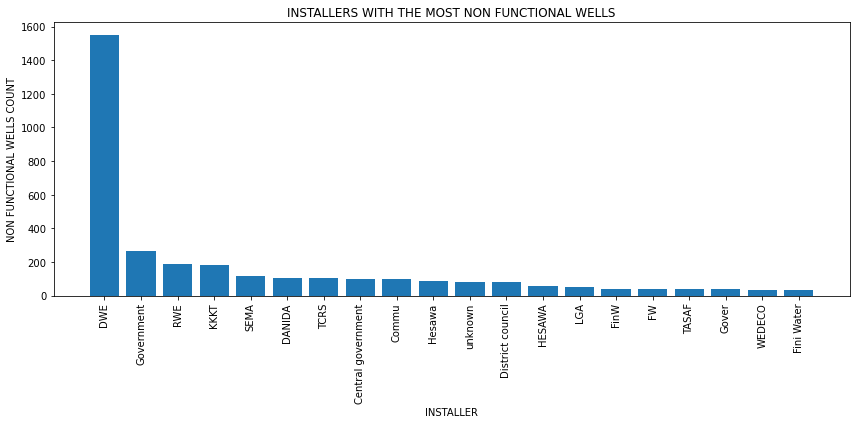 INSTALLERS WITH THE MOST NON FUNCTIONAL WELLS
NON FUNCTIONAL WELLS COUNT
1600
1400
1200
1000
800
600
400
200
0
DWE
Government
RWE
KKKT
SEMA
DANIDA
TCRS
Central government
Commu
Hesawa
unknown
District council
HESAWA
LGA
FinW
FW
TASAF
Gover
WEDECO
Fini Water
INSTALLER